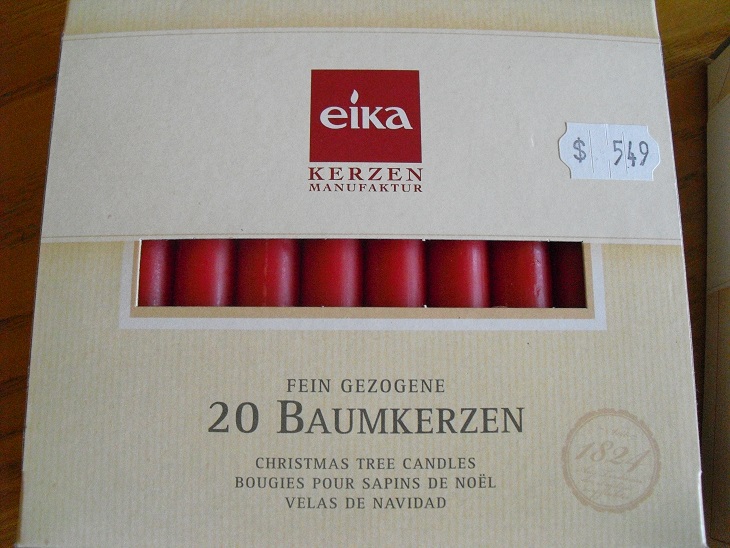 eika
KERZEN
MANUFAKTUR
$ 549
FEIN GEZOGENE
20 BAUMKERZEN
CHRISTMAS TREE CANDLES
BOUGIES POUR SAPINS DE NOËL
VELAS DE NAVIDAD
1824